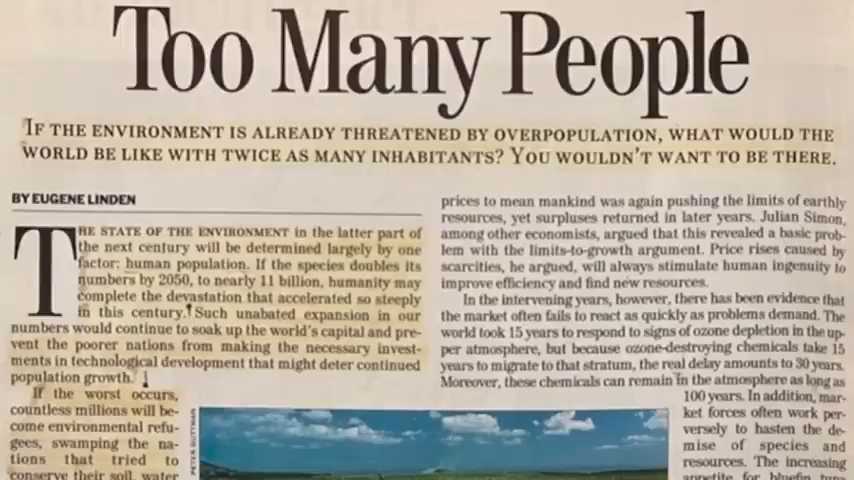 Too Many People
IF THE ENVIRONMENT IS ALREADY THREATENED BY OVERPOPULATION, WHAT WOULD THE
WORLD BE LIKE WITH TWICE AS MANY INHABITANTS? YOU WOULDN'T WANT TO BE THERE.
BY EUGENE LINDEN
THE STATE OF THE ENVIRONMENT in the latter part of
the next century will be determined largely by one
factor: human population. If the species doubles its
numbers by 2050, to nearly 11 billion, humanity may
complete the devastation that accelerated so steeply
in this century. Such unabated expansion in our
numbers would continue to soak up the world's capital and pre-
vent the poorer nations from making the necessary invest-
ments in technological development that might deter continued
population growth.
If the worst occurs,
countless millions will be-
come environmental refu-
gees, swamping the na-
tions that tried to
conserve their soil, water
prices to mean mankind was again pushing the limits of earthly
resources, yet surpluses returned in later years. Julian Simon,
among other economists, argued that this revealed a basic prob-
lem with the limits-to-growth argument. Price rises caused by
scarcities, he argued, will always stimulate human ingenuity to
improve efficiency and find new resources.
In the intervening years, however, there has been evidence that
the market often fails to react as quickly as problems demand. The
world took 15 years to respond to signs of ozone depletion in the up-
per atmosphere, but because ozone-destroying chemicals take 15
years to migrate to that stratum, the real delay amounts to 30 years.
Moreover, these chemicals can remain in the atmosphere as long as
100 years. In addition, mar-
ket forces often work per-
versely to hasten the de-
mise of species and
resources. The increasing
appetite for bluefin tuna
PETER GUTTMAN